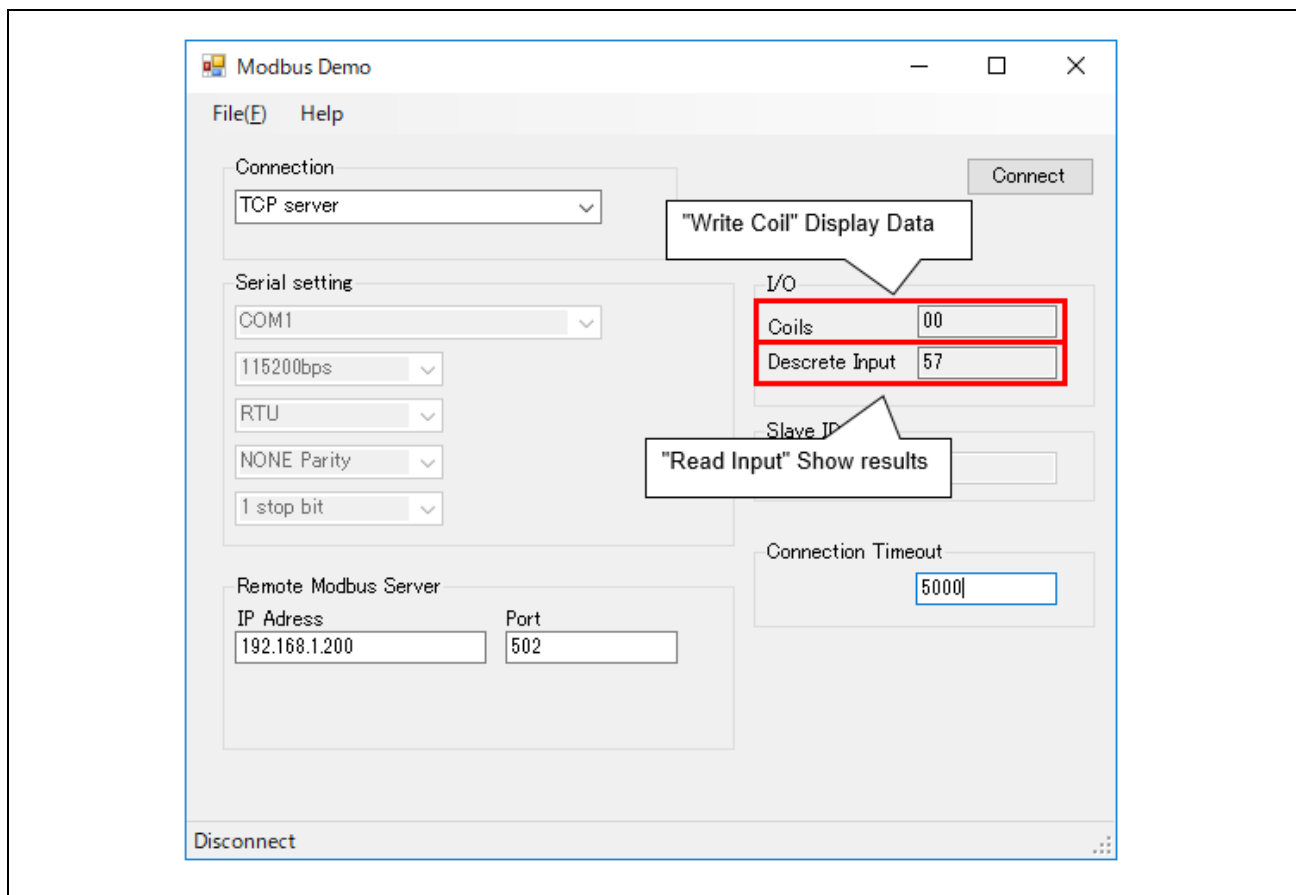 Modbus Demo
File(F) Help
Connection
TCP server
Connect
"Write Coil" Display Data
Serial setting
COM1
115200bps
RTU
NONE Parity
1 stop bit
I/O
Coils 00
Descrete Input 57
"Read Input" Show results
Slave ID
Connection Timeout
5000
Remote Modbus Server
IP Adress Port
192.168.1.200 502
Disconnect